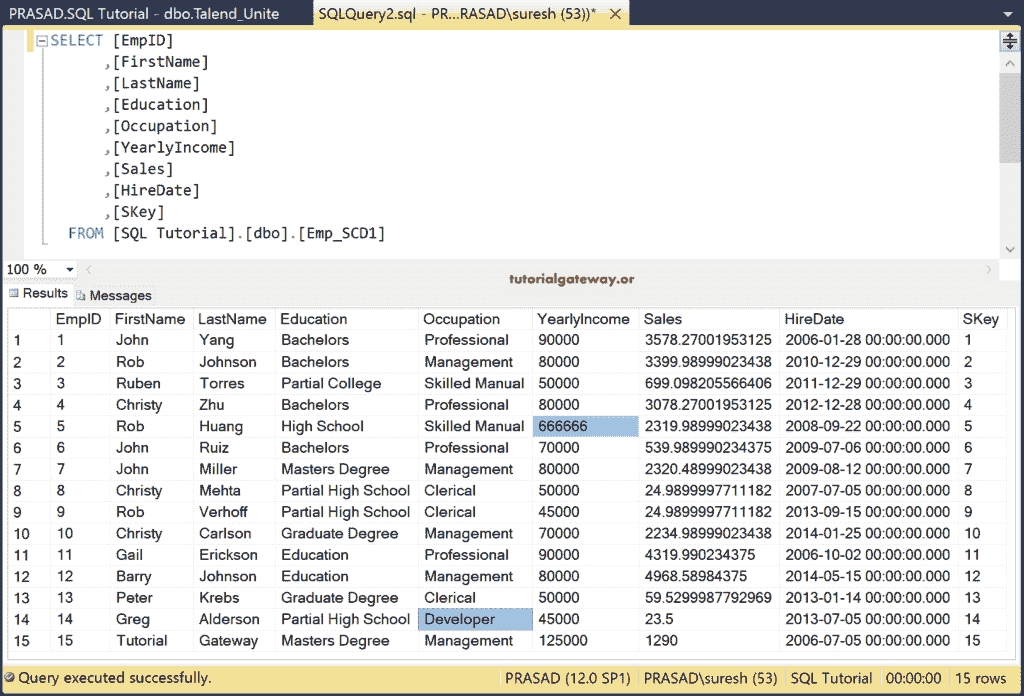 PRASAD.SQL Tutorial - dbo.Talend_Unite SQLQuery2.sql - PR...RASAD\suresh (53))*
SELECT [EmpID]
,[FirstName]
,[LastName]
,[Education]
,[Occupation]
,[YearlyIncome]
,[Sales]
,[HireDate]
,[SKey]
FROM [SQL Tutorial].[dbo].[Emp_SCD1]
100 %
tutorialgateway.or
Results Messages
EmpID FirstName LastName Education Occupation YearlyIncome Sales HireDate SKey
1 1 John Yang Bachelors Professional 90000 3578.27001953125 2006-01-28 00:00:00.000 1
2 2 Rob Johnson Bachelors Management 80000 3399.98999023438 2010-12-29 00:00:00.000 2
3 3 Ruben Torres Partial College Skilled Manual 50000 699.098205566406 2011-12-29 00:00:00.000 3
4 4 Christy Zhu Bachelors Professional 80000 3078.27001953125 2012-12-28 00:00:00.000 4
5 5 Rob Huang High School Skilled Manual 666666 2319.98999023438 2008-09-22 00:00:00.000 5
6 6 John Ruiz Bachelors Professional 70000 539.989990234375 2009-07-06 00:00:00.000 6
7 7 John Miller Masters Degree Management 80000 2320.48999023438 2009-08-12 00:00:00.000 7
8 8 Christy Mehta Partial High School Clerical 50000 24.9899997711182 2007-07-05 00:00:00.000 8
9 9 Rob Verhoff Partial High School Clerical 45000 24.9899997711182 2013-09-15 00:00:00.000 9
10 10 Christy Carlson Graduate Degree Management 70000 2234.98999023438 2014-01-25 00:00:00.000 10
11 11 Gail Erickson Education Professional 90000 4319.990234375 2006-10-02 00:00:00.000 11
12 12 Barry Johnson Education Management 80000 4968.58984375 2014-05-15 00:00:00.000 12
13 13 Peter Krebs Graduate Degree Clerical 50000 59.5299987792969 2013-01-14 00:00:00.000 13
14 14 Greg Alderson Partial High School Developer 45000 23.5 2013-07-05 00:00:00.000 14
15 15 Tutorial Gateway Masters Degree Management 125000 1290 2006-07-05 00:00:00.000 15
Query executed successfully. PRASAD (12.0 SP1) PRASAD\suresh (53) SQL Tutorial 00:00:00 15 rows